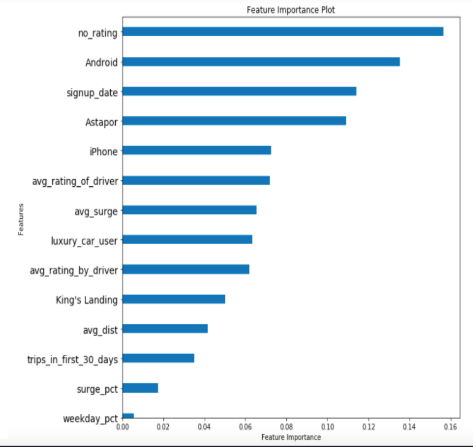 Feature Importance Plot
no_rating
Android
signup_date
Astapor
iPhone
avg_rating_of_driver
avg_surge
luxury_car_user
avg_rating_by_driver
King's Landing
avg_dist
trips_in_first_30_days
surge_pct
weekday_pct
Features
0.00 0.02 0.04 0.06 0.08 0.10 0.12 0.14 0.16
Feature Importance